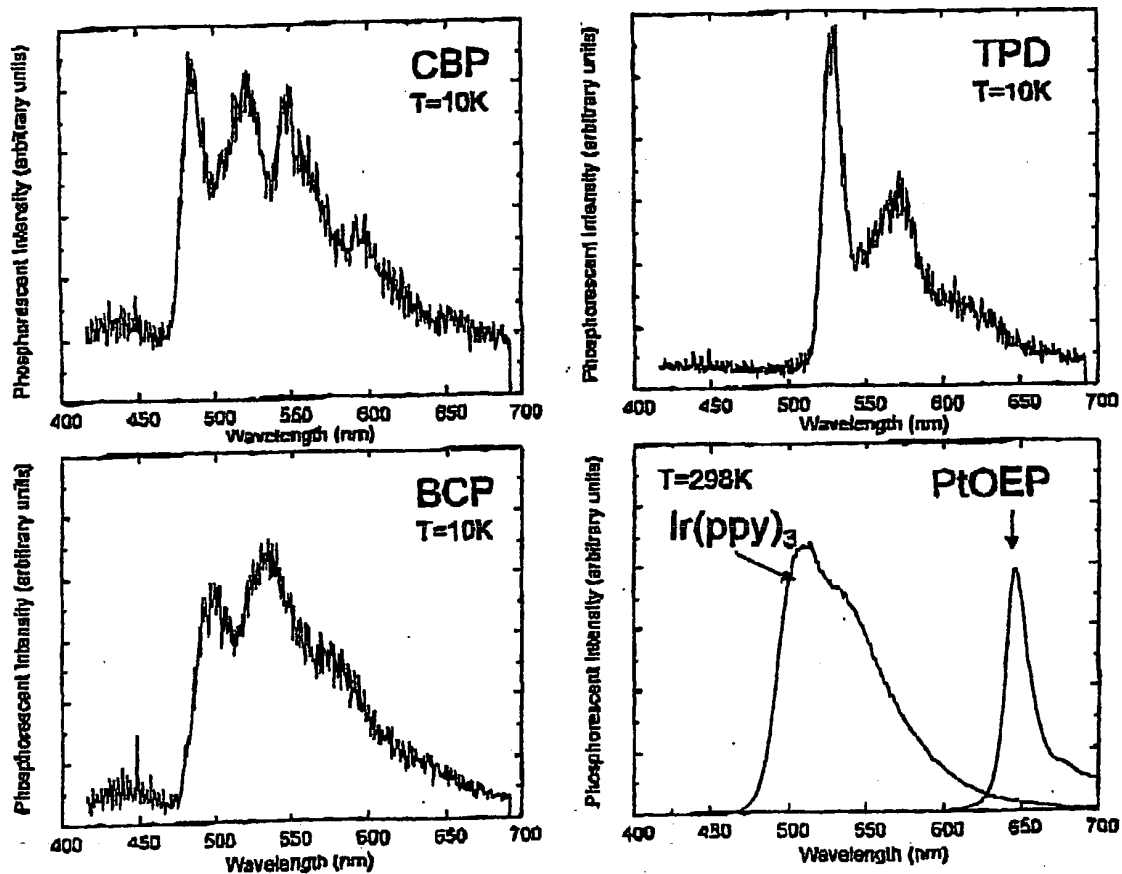 Phosphorescent Intensity (arbitrary units)
CBP
T=10K
400 450 500 550 600 650 700
Wavelength (nm)
Phosphorescent Intensity (arbitrary units)
TPD
T=10K
400 450 500 550 600 650 700
Wavelength (nm)
Phosphorescent Intensity (arbitrary units)
BCP
T=10K
400 450 500 550 600 650 700
Wavelength (nm)
Phosphorescent Intensity (arbitrary units)
T=298K
Ir(ppy)3
PtOEP
400 450 500 550 600 650 700
Wavelength (nm)